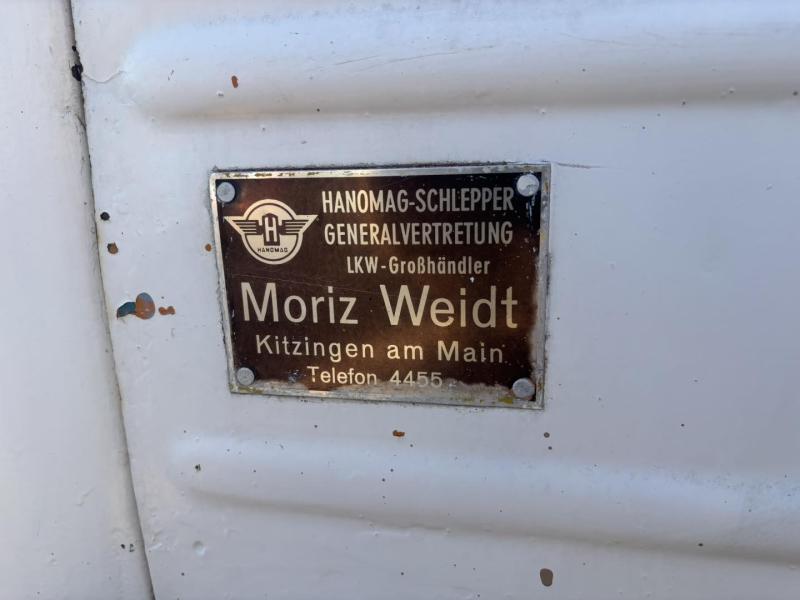 HANOMAG-SCHLEPPER
GENERALVERTRETUNG
H
HANOMAG
LKW-Großhändler
Moriz Weidt
Kitzingen am Main
Telefon 4455